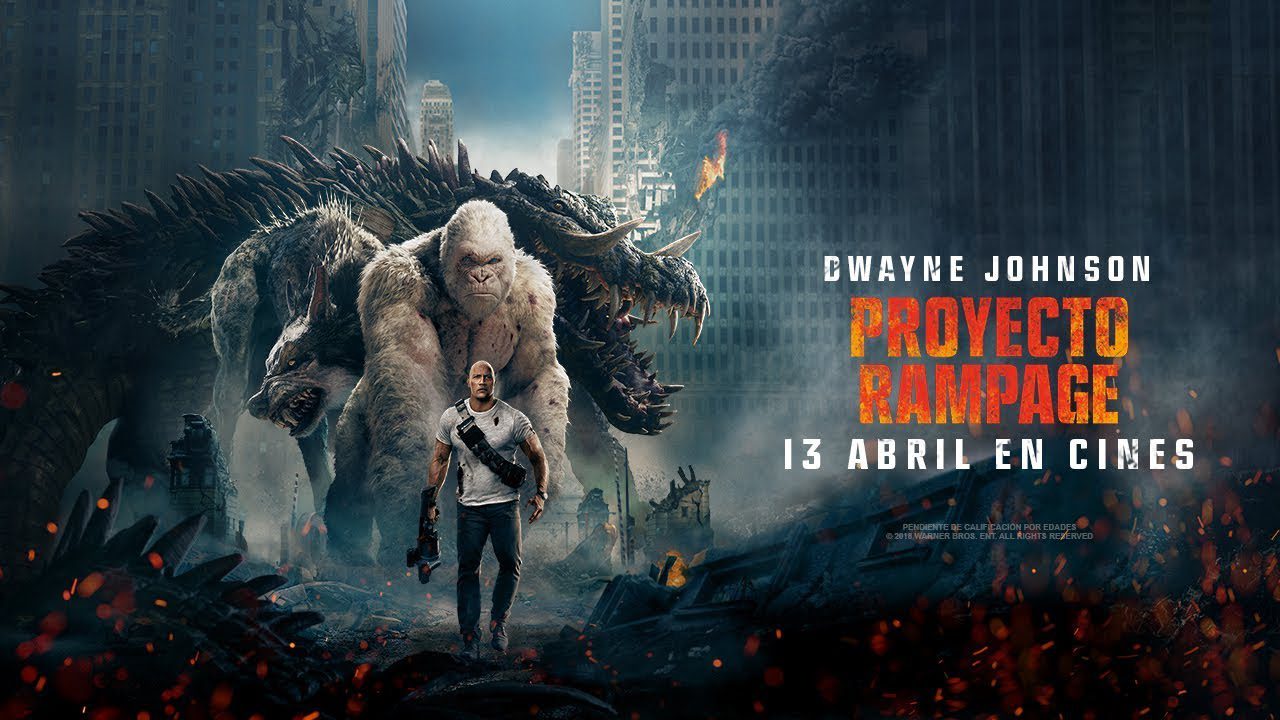 DWAYNE JOHNSON
PROYECTO
RAMPAGE
13 ABRIL EN CINES
PENDIENTE DE CALIFICACIÓN POR EDADES
© 2018 WARNER BROS. ENT. ALL RIGHTS RESERVED